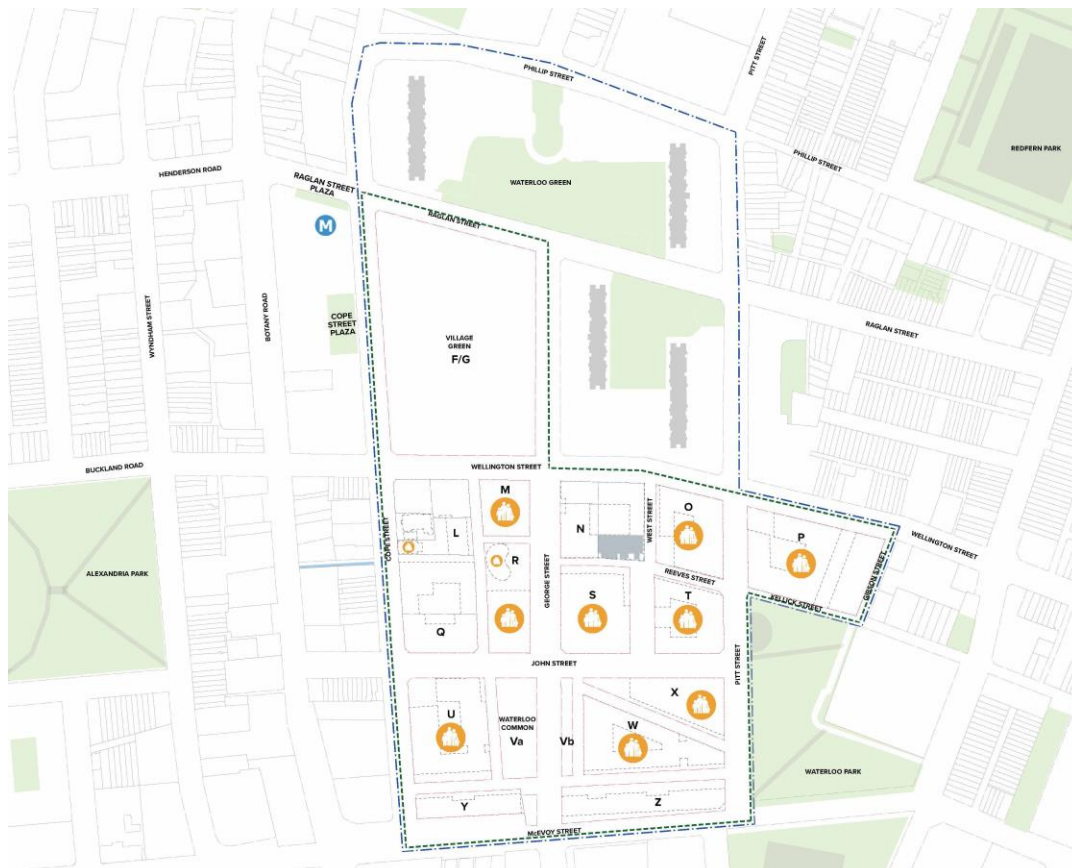 PHILLIP STREET
PITT STREET
PHILLIP STREET
REDFERN PARK
HENDERSON ROAD
RAGLAN STREET
PLAZA
WATERLOO GREEN
M
RAGLAN STREET
WYNDHAM STREET
BOTANY ROAD
COPE
STREET
PLAZA
VILLAGE
GREEN
F/G
RAGLAN STREET
BUCKLAND ROAD
WELLINGTON STREET
M
L
N
O
P
WEST STREET
COPE STREET
R
GEORGE STREET
WELLINGTON STREET
GIBSON STREET
ALEXANDRIA PARK
REEVES STREET
S
T
KELLICK STREET
Q
JOHN STREET
PITT STREET
U
WATERLOO
COMMON
Va
Vb
W
X
WATERLOO PARK
Y
Z
McEVOY STREET